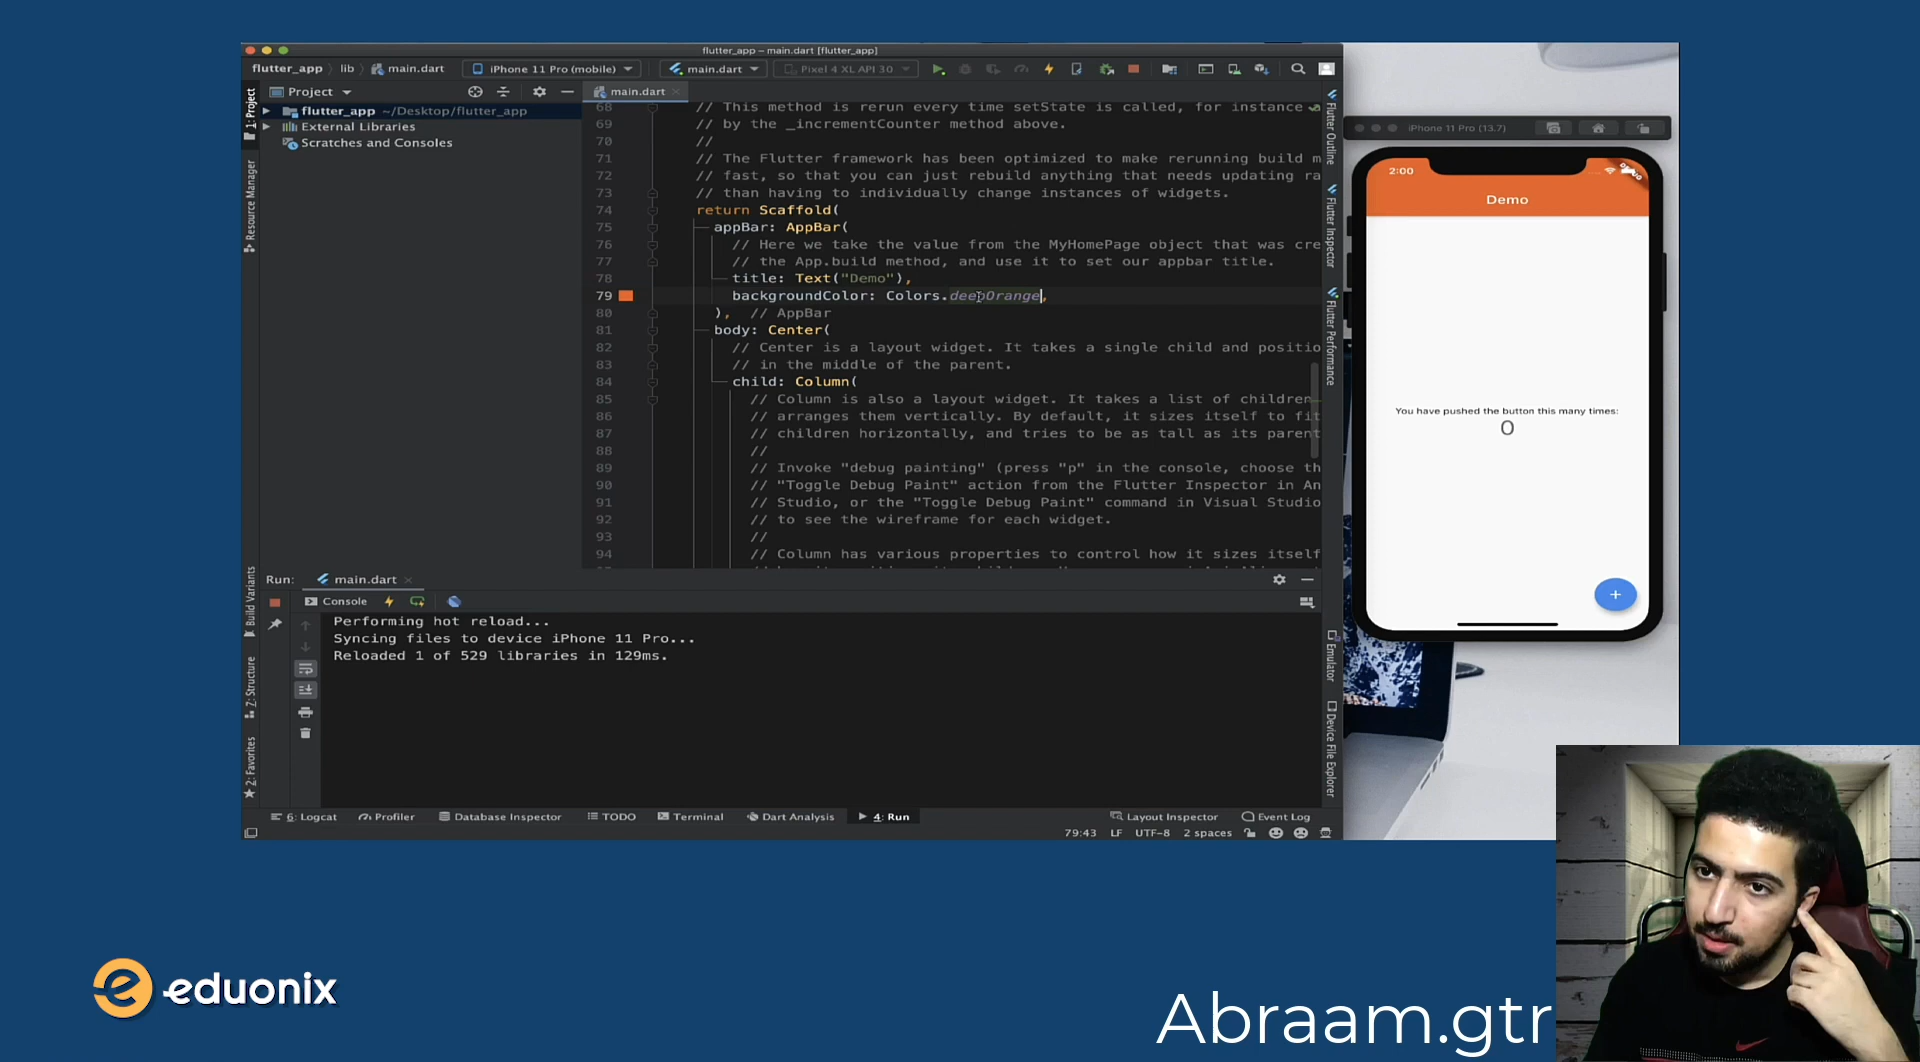 flutter_app – main.dart [flutter_app]
flutter_app lib main.dart iPhone 11 Pro (mobile) main.dart Pixel 4 XL API 30
1: Project
Project
main.dart
flutter_app ~/Desktop/flutter_app
External Libraries
Scratches and Consoles
Resource Manager
Build Variants
7: Structure
2: Favorites
68 // This method is rerun every time setState is called, for instance
69 // by the _incrementCounter method above.
70 //
71 // The Flutter framework has been optimized to make rerunning build m
72 // fast, so that you can just rebuild anything that needs updating ra
73 // than having to individually change instances of widgets.
74 return Scaffold(
75 appBar: AppBar(
76 // Here we take the value from the MyHomePage object that was cre
77 // the App.build method, and use it to set our appbar title.
78 title: Text("Demo"),
79 backgroundColor: Colors.deepOrange,
80 ), // AppBar
81 body: Center(
82 // Center is a layout widget. It takes a single child and positio
83 // in the middle of the parent.
84 child: Column(
85 // Column is also a layout widget. It takes a list of children
86 // arranges them vertically. By default, it sizes itself to fit
87 // children horizontally, and tries to be as tall as its parent
88 //
89 // Invoke "debug painting" (press "p" in the console, choose th
90 // "Toggle Debug Paint" action from the Flutter Inspector in An
91 // Studio, or the "Toggle Debug Paint" command in Visual Studio
92 // to see the wireframe for each widget.
93 //
94 // Column has various properties to control how it sizes itself
Flutter Outline
Flutter Inspector
Flutter Performance
Emulator
Device File Explorer
iPhone 11 Pro (13.7)
2:00
Demo
You have pushed the button this many times:
0
+
Run: main.dart
Console
Performing hot reload...
Syncing files to device iPhone 11 Pro...
Reloaded 1 of 529 libraries in 129ms.
6: Logcat Profiler Database Inspector TODO Terminal Dart Analysis 4: Run Layout Inspector Event Log
79:43 LF UTF-8 2 spaces
eduonix
Abraam.gtr